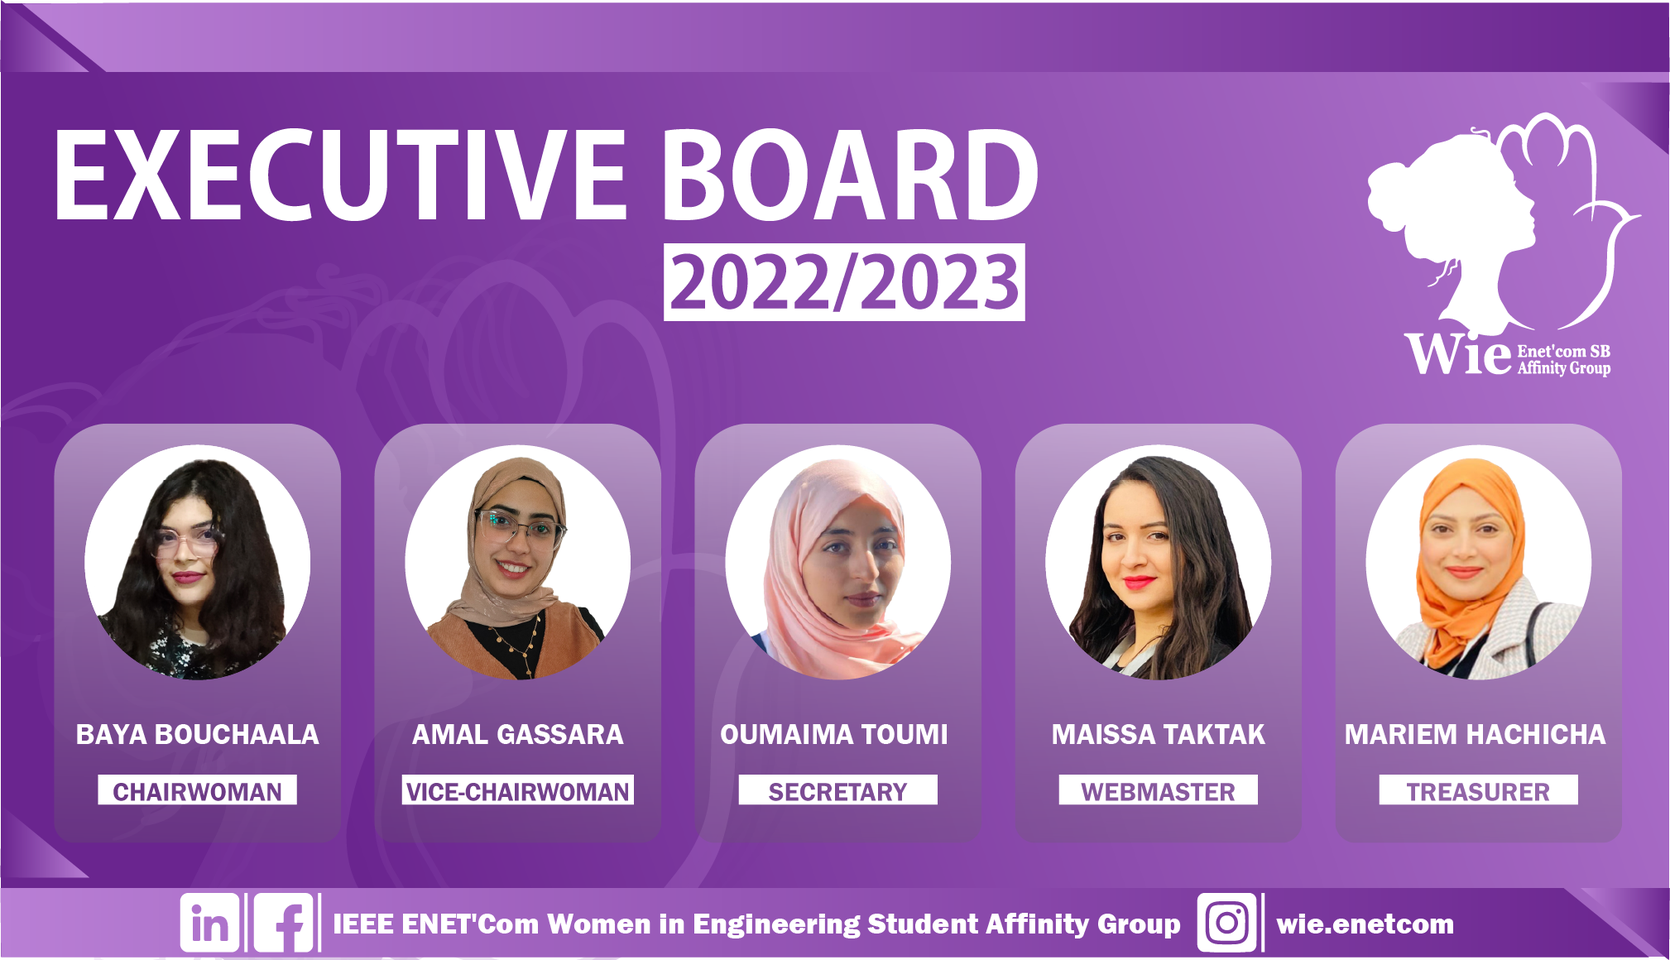 EXECUTIVE BOARD
2022/2023
Wie Enet'com SB
Affinity Group
BAYA BOUCHAALA
CHAIRWOMAN
AMAL GASSARA
VICE-CHAIRWOMAN
OUMAIMA TOUMI
SECRETARY
MAISSA TAKTAK
WEBMASTER
MARIEM HACHICHA
TREASURER
in f IEEE ENET'Com Women in Engineering Student Affinity Group wie.enetcom